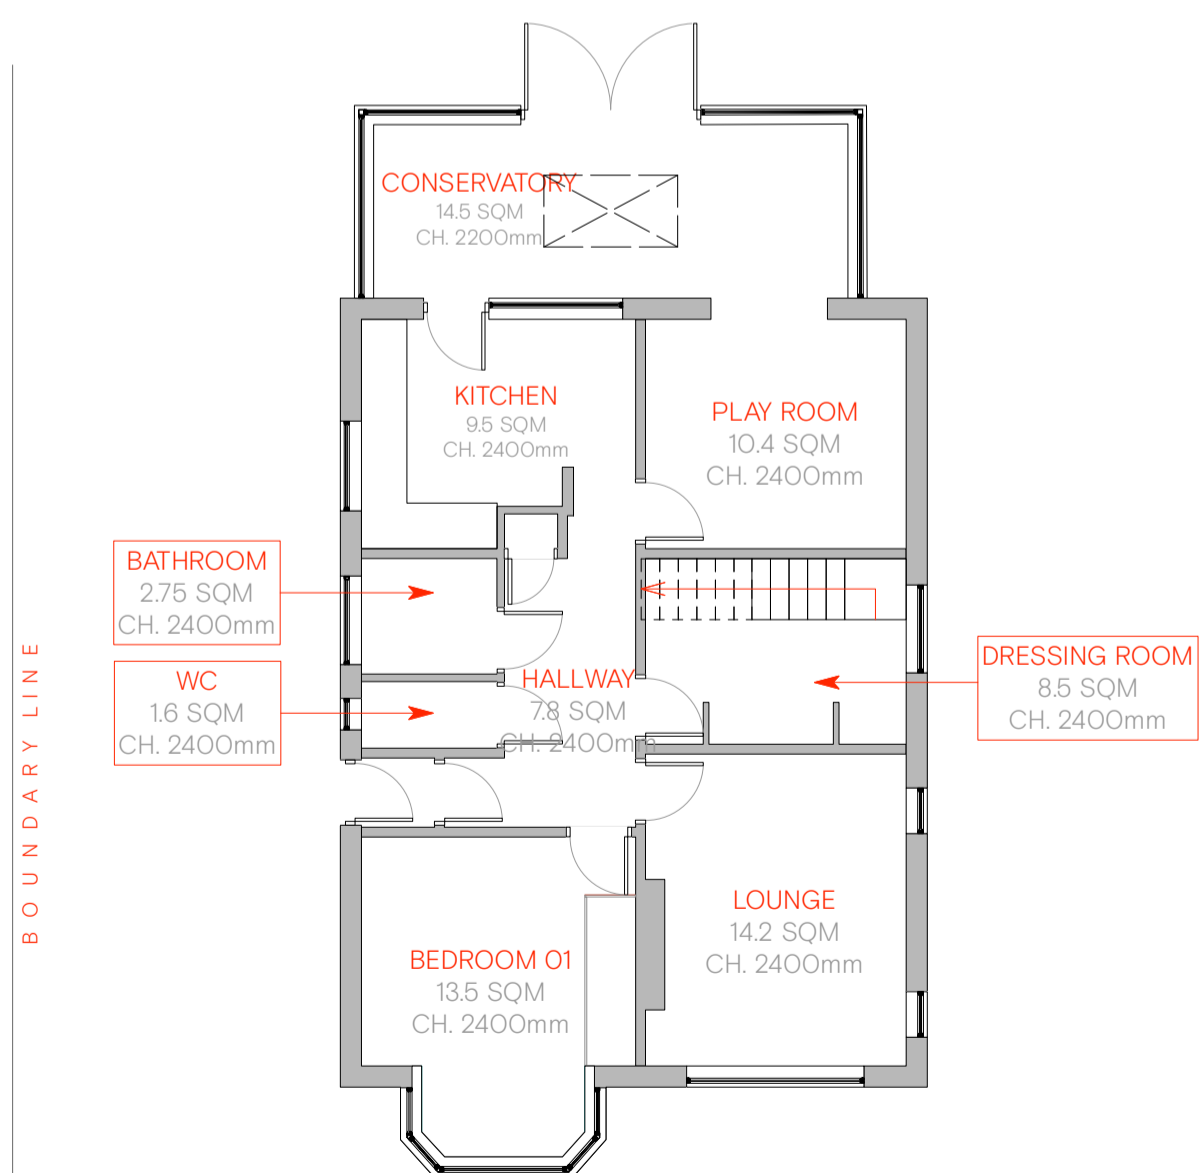 CONSERVATORY
14.5 SQM
CH. 2200mm
KITCHEN
9.5 SQM
CH. 2400mm
PLAY ROOM
10.4 SQM
CH. 2400mm
BATHROOM
2.75 SQM
CH. 2400mm
WC
1.6 SQM
CH. 2400mm
HALLWAY
7.8 SQM
CH. 2400mm
DRESSING ROOM
8.5 SQM
CH. 2400mm
LOUNGE
14.2 SQM
CH. 2400mm
BEDROOM 01
13.5 SQM
CH. 2400mm
BOUNDARY LINE